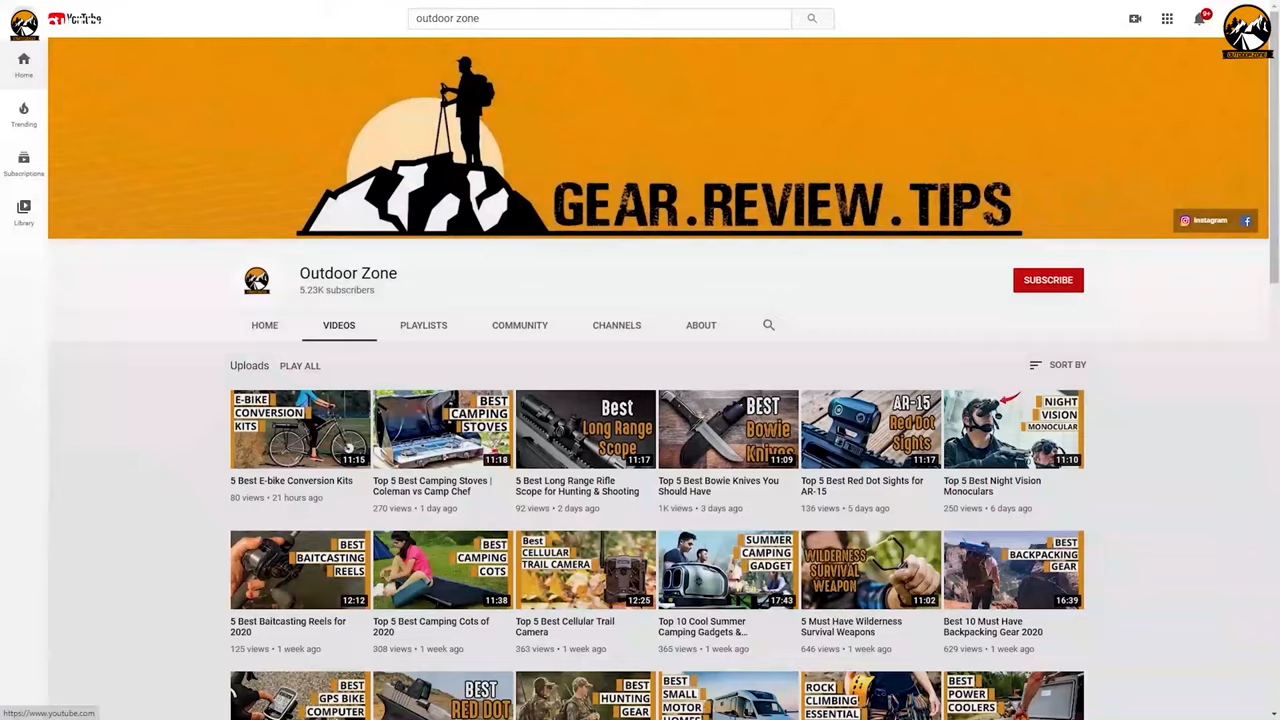 YouTube
outdoor zone
9+
OUTDOOR ZONE
Home
Trending
Subscriptions
Library
GEAR.REVIEW.TIPS
Instagram
Outdoor Zone
5.23K subscribers
SUBSCRIBE
HOME VIDEOS PLAYLISTS COMMUNITY CHANNELS ABOUT
Uploads PLAY ALL SORT BY
E-BIKE
CONVERSION
KITS
11:15
BEST
CAMPING
STOVES
11:18
Best
Long Range
Scope
11:17
BEST
Bowie
Knives
11:09
AR-15
Red Dot
Sights
11:17
NIGHT
VISION
MONOCULAR
11:10
5 Best E-bike Conversion Kits
80 views • 21 hours ago
Top 5 Best Camping Stoves |
Coleman vs Camp Chef
270 views • 1 day ago
5 Best Long Range Rifle
Scope for Hunting & Shooting
92 views • 2 days ago
Top 5 Best Bowie Knives You
Should Have
1K views • 3 days ago
Top 5 Best Red Dot Sights for
AR-15
136 views • 5 days ago
Top 5 Best Night Vision
Monoculars
250 views • 6 days ago
BEST
BAITCASTING
REELS
12:12
BEST
CAMPING
COTS
11:38
Best
CELLULAR
TRAIL CAMERA
12:25
SUMMER
CAMPING
GADGET
17:43
WILDERNESS
SURVIVAL
WEAPON
11:02
BEST
BACKPACKING
GEAR
16:39
5 Best Baitcasting Reels for
2020
125 views • 1 week ago
Top 5 Best Camping Cots of
2020
308 views • 1 week ago
Top 5 Best Cellular Trail
Camera
363 views • 1 week ago
Top 10 Cool Summer
Camping Gadgets &...
365 views • 1 week ago
5 Must Have Wilderness
Survival Weapons
646 views • 1 week ago
Best 10 Must Have
Backpacking Gear 2020
629 views • 1 week ago
BEST
GPS BIKE
COMPUTER
BEST
RED DOT
BEST
HUNTING
GEAR
BEST
SMALL
MOTOR
HOMES
ROCK
CLIMBING
ESSENTIAL
BEST
POWER
COOLERS
https://www.youtube.com